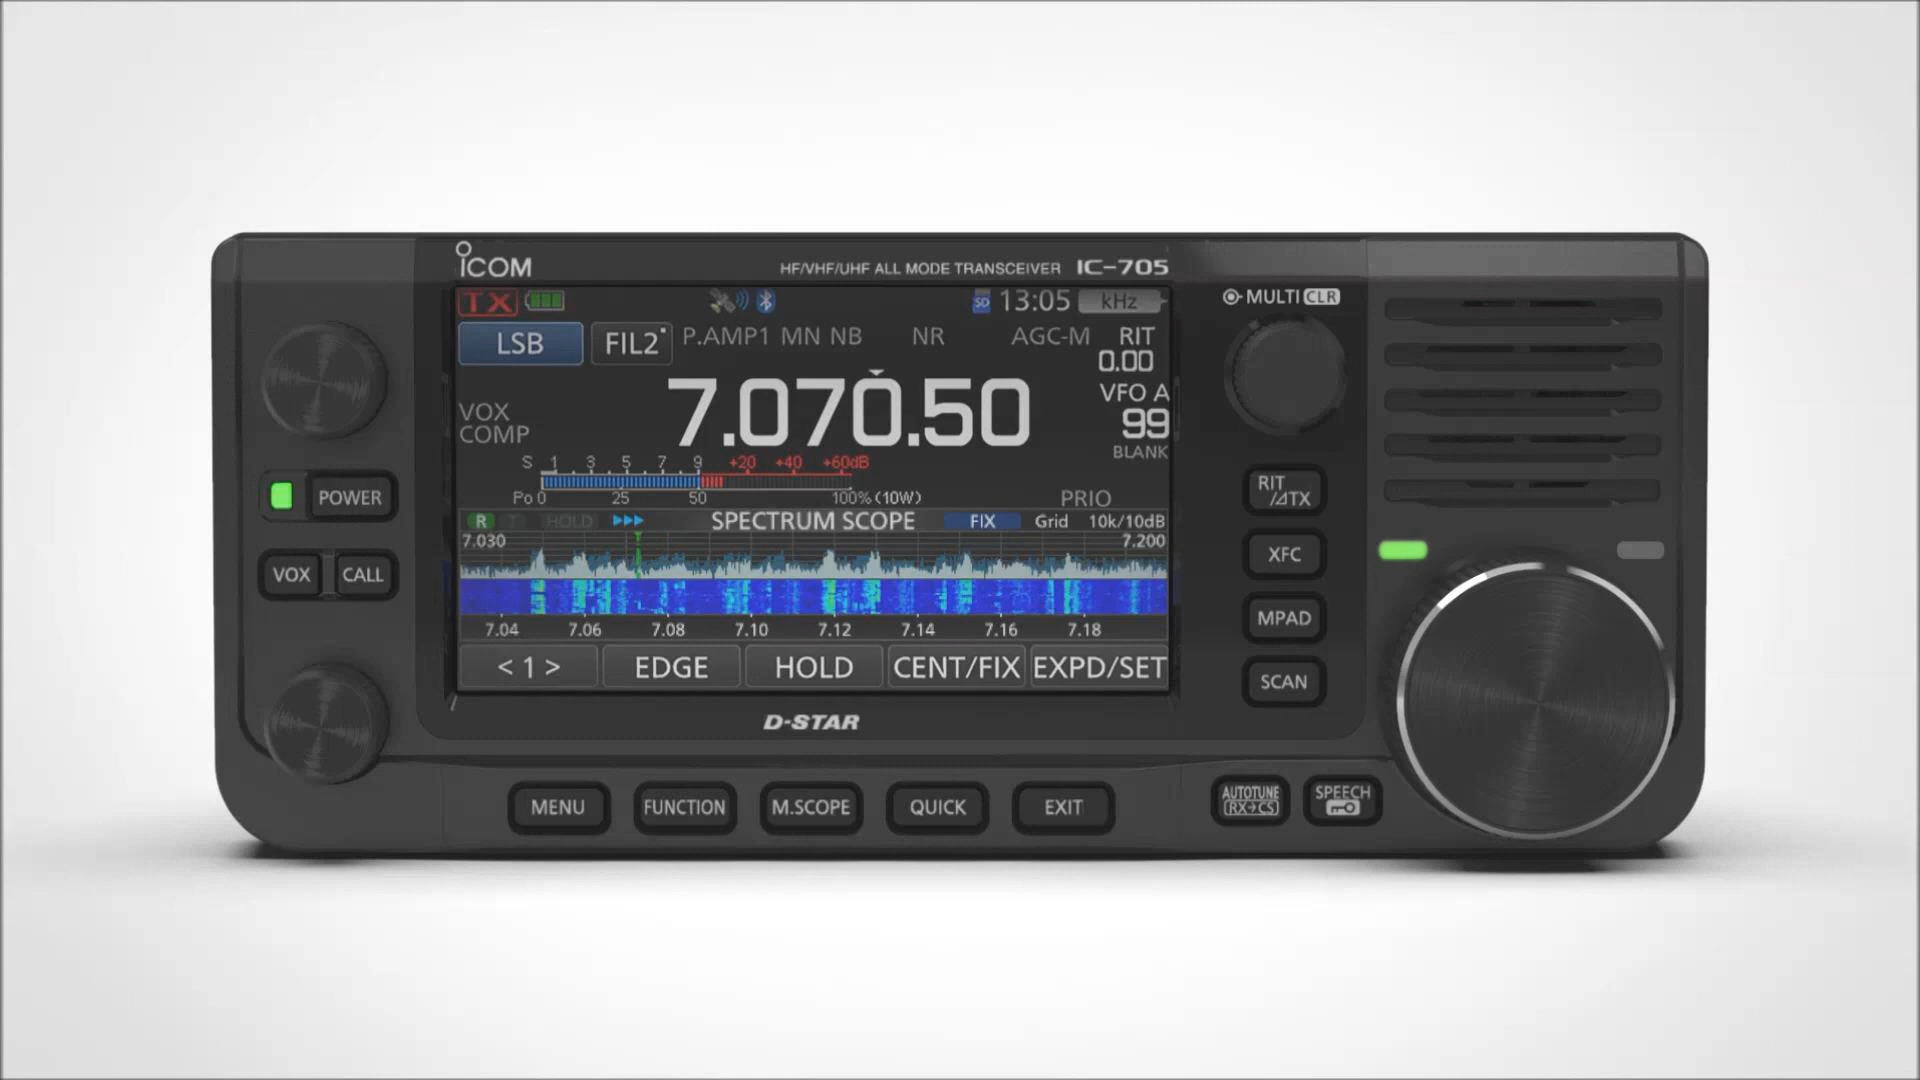 ICOM
HF/VHF/UHF ALL MODE TRANSCEIVER IC-705
TX SD 13:05 kHz
MULTI CLR
LSB FIL2 P.AMP1 MN NB NR AGC-M RIT
0.00
7.070.50
VFO A
99
BLANK
VOX
COMP
S 1 3 5 7 9 +20 +40 +60dB
Po 0 25 50 100% (10W)
PRIO
R T HOLD SPECTRUM SCOPE FIX Grid 10k/10dB
7.030 7.200
7.04 7.06 7.08 7.10 7.12 7.14 7.16 7.18
< 1 > EDGE HOLD CENT/FIX EXPD/SET
D-STAR
POWER
VOX CALL
RIT
/⊿TX
XFC
MPAD
SCAN
MENU FUNCTION M.SCOPE QUICK EXIT
AUTOTUNE
RX→CS
SPEECH